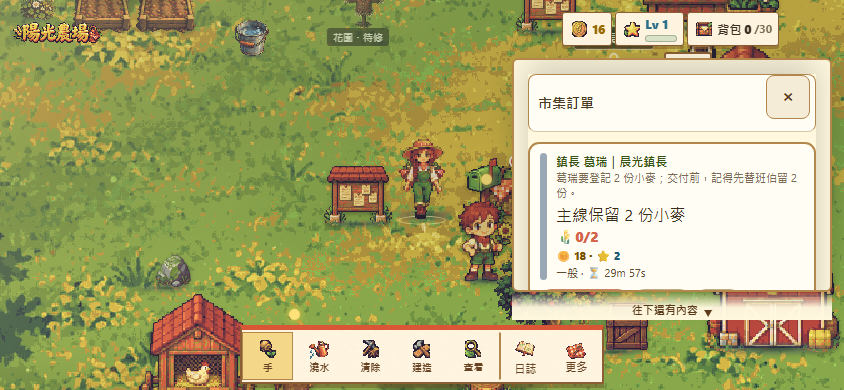 陽光農場
花圃 · 待修
16
Lv 1
背包 0 /30
市集訂單
×
鎮長 葛瑞 | 晨光鎮長
葛瑞要登記 2 份小麥；交付前，記得先替班伯留 2
份。
主線保留 2 份小麥
0/2
18 · 2
一般 · 29m 57s
往下還有內容 ▼
手
澆水
清除
建造
查看
日誌
更多